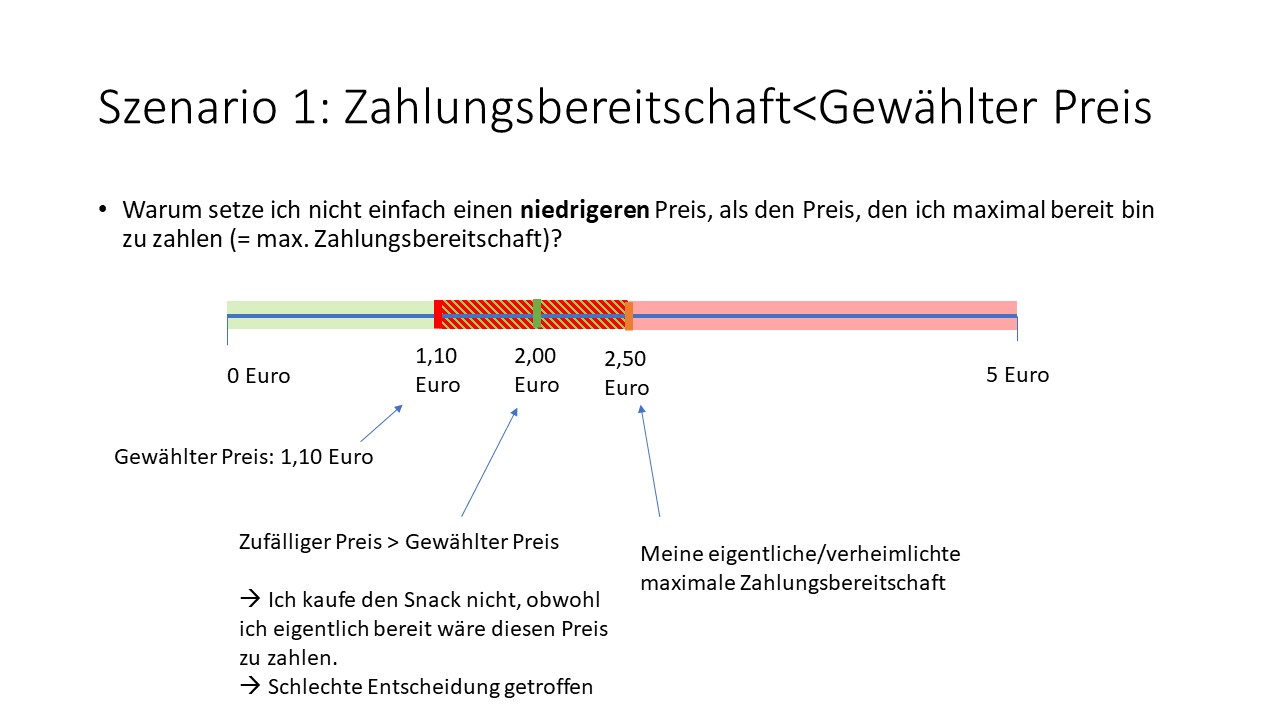 Szenario 1: Zahlungsbereitschaft<Gewählter Preis
• Warum setze ich nicht einfach einen niedrigeren Preis, als den Preis, den ich maximal bereit bin
zu zahlen (= max. Zahlungsbereitschaft)?
0 Euro
1,10
Euro
2,00
Euro
2,50
Euro
5 Euro
Gewählter Preis: 1,10 Euro
Zufälliger Preis > Gewählter Preis
→ Ich kaufe den Snack nicht, obwohl
ich eigentlich bereit wäre diesen Preis
zu zahlen.
→ Schlechte Entscheidung getroffen
Meine eigentliche/verheimlichte
maximale Zahlungsbereitschaft